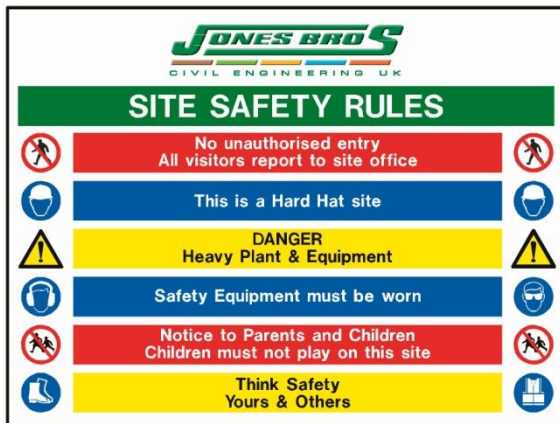 JONES BROS
CIVIL ENGINEERING UK
SITE SAFETY RULES
No unauthorised entry
All visitors report to site office
This is a Hard Hat site
DANGER
Heavy Plant & Equipment
Safety Equipment must be worn
Notice to Parents and Children
Children must not play on this site
Think Safety
Yours & Others